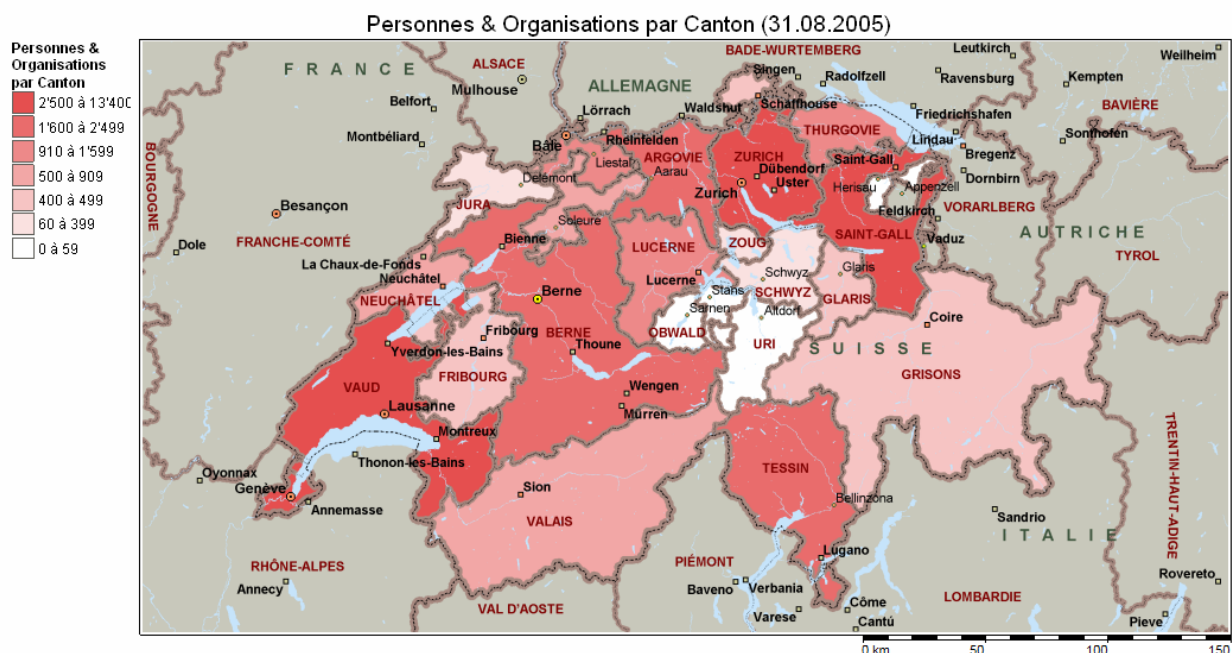 Personnes & Organisations par Canton (31.08.2005)
Personnes &
Organisations
par Canton
2'500 à 13'400
1'600 à 2'499
910 à 1'599
500 à 909
400 à 499
60 à 399
0 à 59
BADE-WURTEMBERG
Leutkirch
Weilheim
FRANCE
ALSACE
Singen
Radolfzell
Ravensburg
Kempten
Mulhouse
ALLEMAGNE
Belfort
Lörrach
Waldshut
Schaffhouse
Friedrichshafen
BAVIÈRE
Montbéliard
Rheinfelden
THURGOVIE
Lindau
Sonthofen
Bâle
Liestal
ARGOVIE
ZURICH
Saint-Gall
Bregenz
BOURGOGNE
Delémont
Aarau
Dübendorf
Dornbirn
Zurich
Uster
Herisau
Appenzell
JURA
Feldkirch
VORARLBERG
Besançon
Soleure
AUTRICHE
Dole
FRANCHE-COMTÉ
Bienne
LUCERNE
ZOUG
SAINT-GALL
Vaduz
TYROL
La Chaux-de-Fonds
Neuchâtel
Lucerne
Schwyz
Glaris
NEUCHÂTEL
Berne
Stans
SCHWYZ
GLARIS
Sarnen
Altdorf
Coire
Fribourg
BERNE
OBWALD
URI
SUISSE
Yverdon-les-Bains
Thoune
FRIBOURG
GRISONS
VAUD
Wengen
Lausanne
Mürren
Montreux
TRENTIN-HAUT-ADIGE
Thonon-les-Bains
Oyonnax
TESSIN
Genève
Sion
Annemasse
Bellinzona
VALAIS
Sandrio
ITALIE
RHÔNE-ALPES
PIÉMONT
Lugano
Annecy
Baveno
Verbania
Rovereto
VAL D'AOSTE
Varese
Côme
LOMBARDIE
Cantú
Pieve
0 km
50
100
150